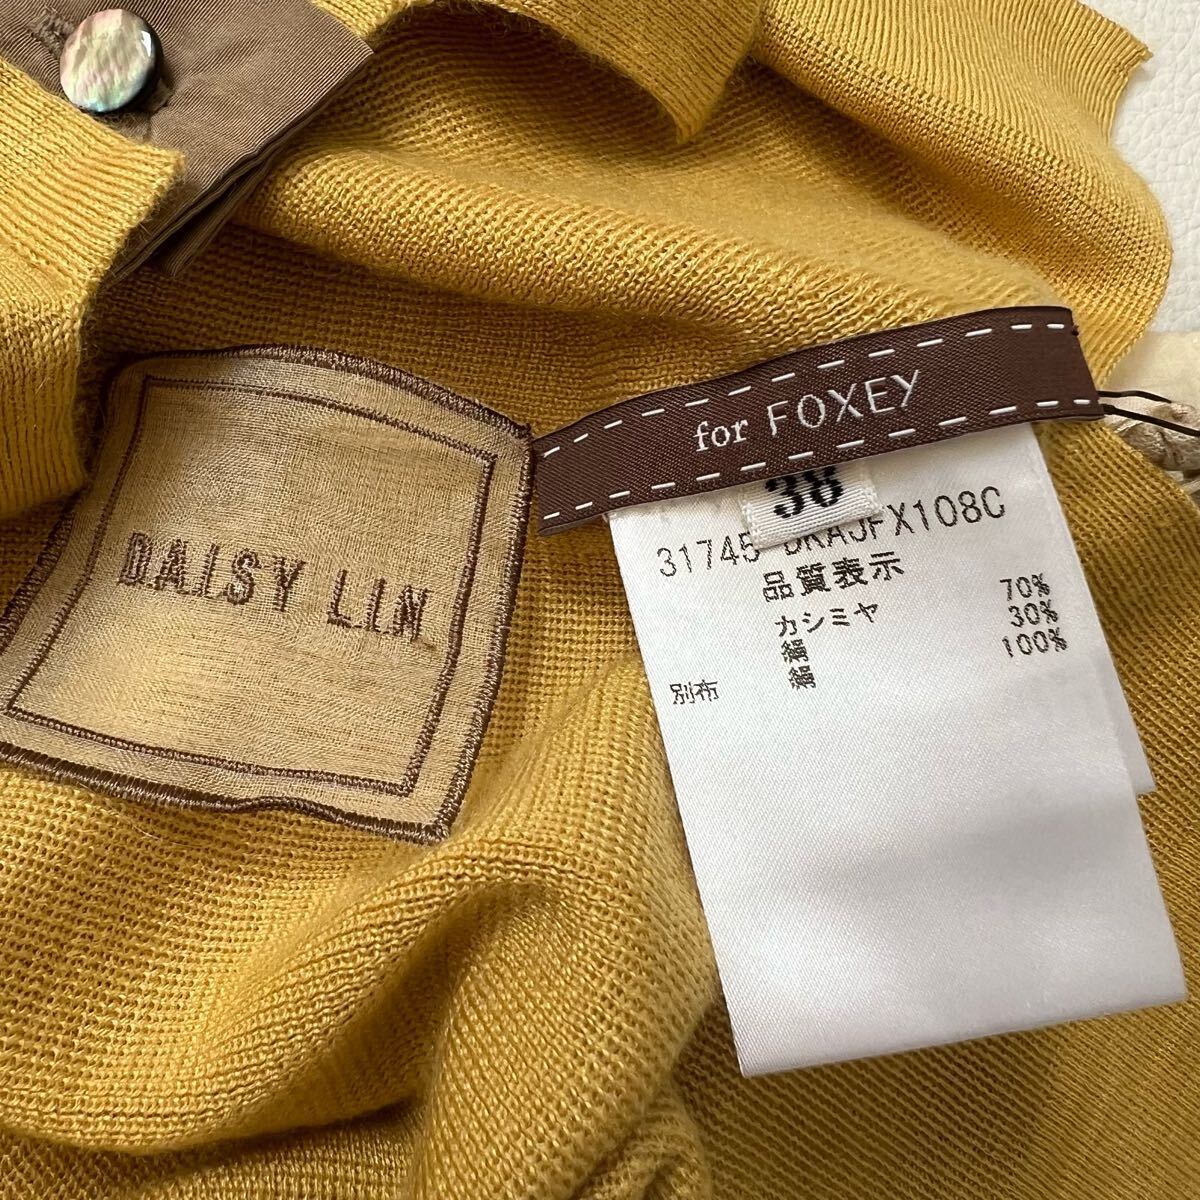 DAISY LIN
for FOXEY
38
31745 FX108C
品質表示
カシミヤ 70%
絹 30%
別布 絹 100%